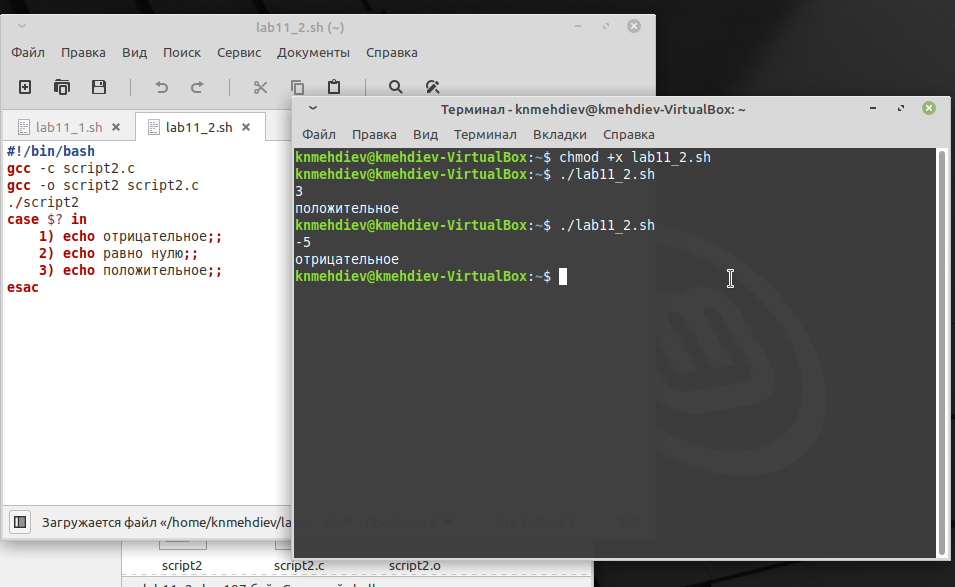 lab11_2.sh (~)
Файл Правка Вид Поиск Сервис Документы Справка
lab11_1.sh lab11_2.sh
#!/bin/bash
gcc -c script2.c
gcc -o script2 script2.c
./script2
case $? in
1) echo отрицательное;;
2) echo равно нулю;;
3) echo положительное;;
esac
Загружается файл «/home/knmehdiev/la
script2 script2.c script2.o
Терминал - knmehdiev@kmehdiev-VirtualBox: ~
Файл Правка Вид Терминал Вкладки Справка
knmehdiev@kmehdiev-VirtualBox:~$ chmod +x lab11_2.sh
knmehdiev@kmehdiev-VirtualBox:~$ ./lab11_2.sh
3
положительное
knmehdiev@kmehdiev-VirtualBox:~$ ./lab11_2.sh
-5
отрицательное
knmehdiev@kmehdiev-VirtualBox:~$